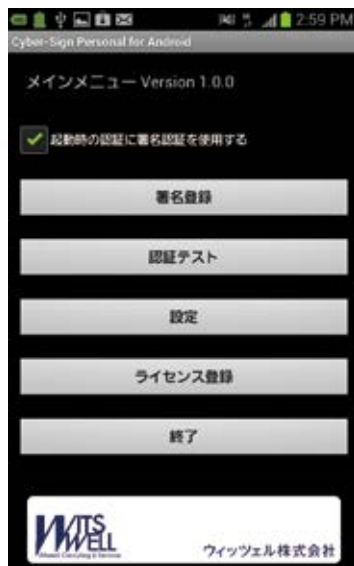 2:59 PM
Cyber-Sign Personal for Android
メインメニュー Version 1.0.0
起動時の認証に署名認証を使用する
署名登録
認証テスト
設定
ライセンス登録
終了
WITSWELL
ウィッツェル株式会社